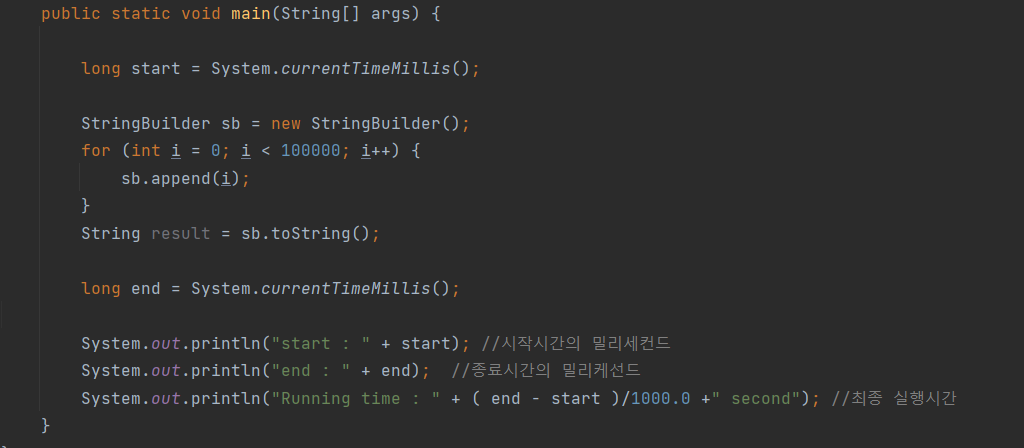 public static void main(String[] args) {
long start = System.currentTimeMillis();
StringBuilder sb = new StringBuilder();
for (int i = 0; i < 100000; i++) {
sb.append(i);
}
String result = sb.toString();
long end = System.currentTimeMillis();
System.out.println("start : " + start); //시작시간의 밀리세컨드
System.out.println("end : " + end);  //종료시간의 밀리케선드
System.out.println("Running time : " + ( end - start )/1000.0 +" second"); //최종 실행시간
}